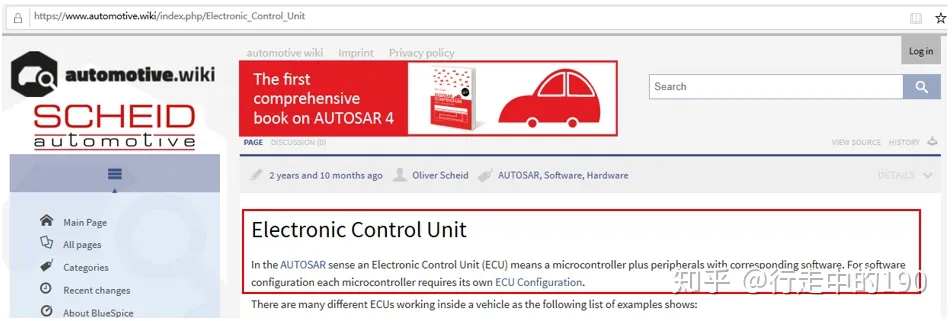 https://www.automotive.wiki/index.php/Electronic_Control_Unit
automotive wiki Imprint Privacy policy
Log in
automotive.wiki
SCHEID
automotive
The first
comprehensive
book on AUTOSAR 4
Search
PAGE DISCUSSION (0)
VIEW SOURCE HISTORY
2 years and 10 months ago Oliver Scheid AUTOSAR, Software, Hardware
DETAILS
Main Page
All pages
Categories
Recent changes
About BlueSpice
Electronic Control Unit
In the AUTOSAR sense an Electronic Control Unit (ECU) means a microcontroller plus peripherals with corresponding software. For software
configuration each microcontroller requires its own ECU Configuration.
There are many different ECUs working inside a vehicle as the following list of examples shows:
知乎 @行走中的190